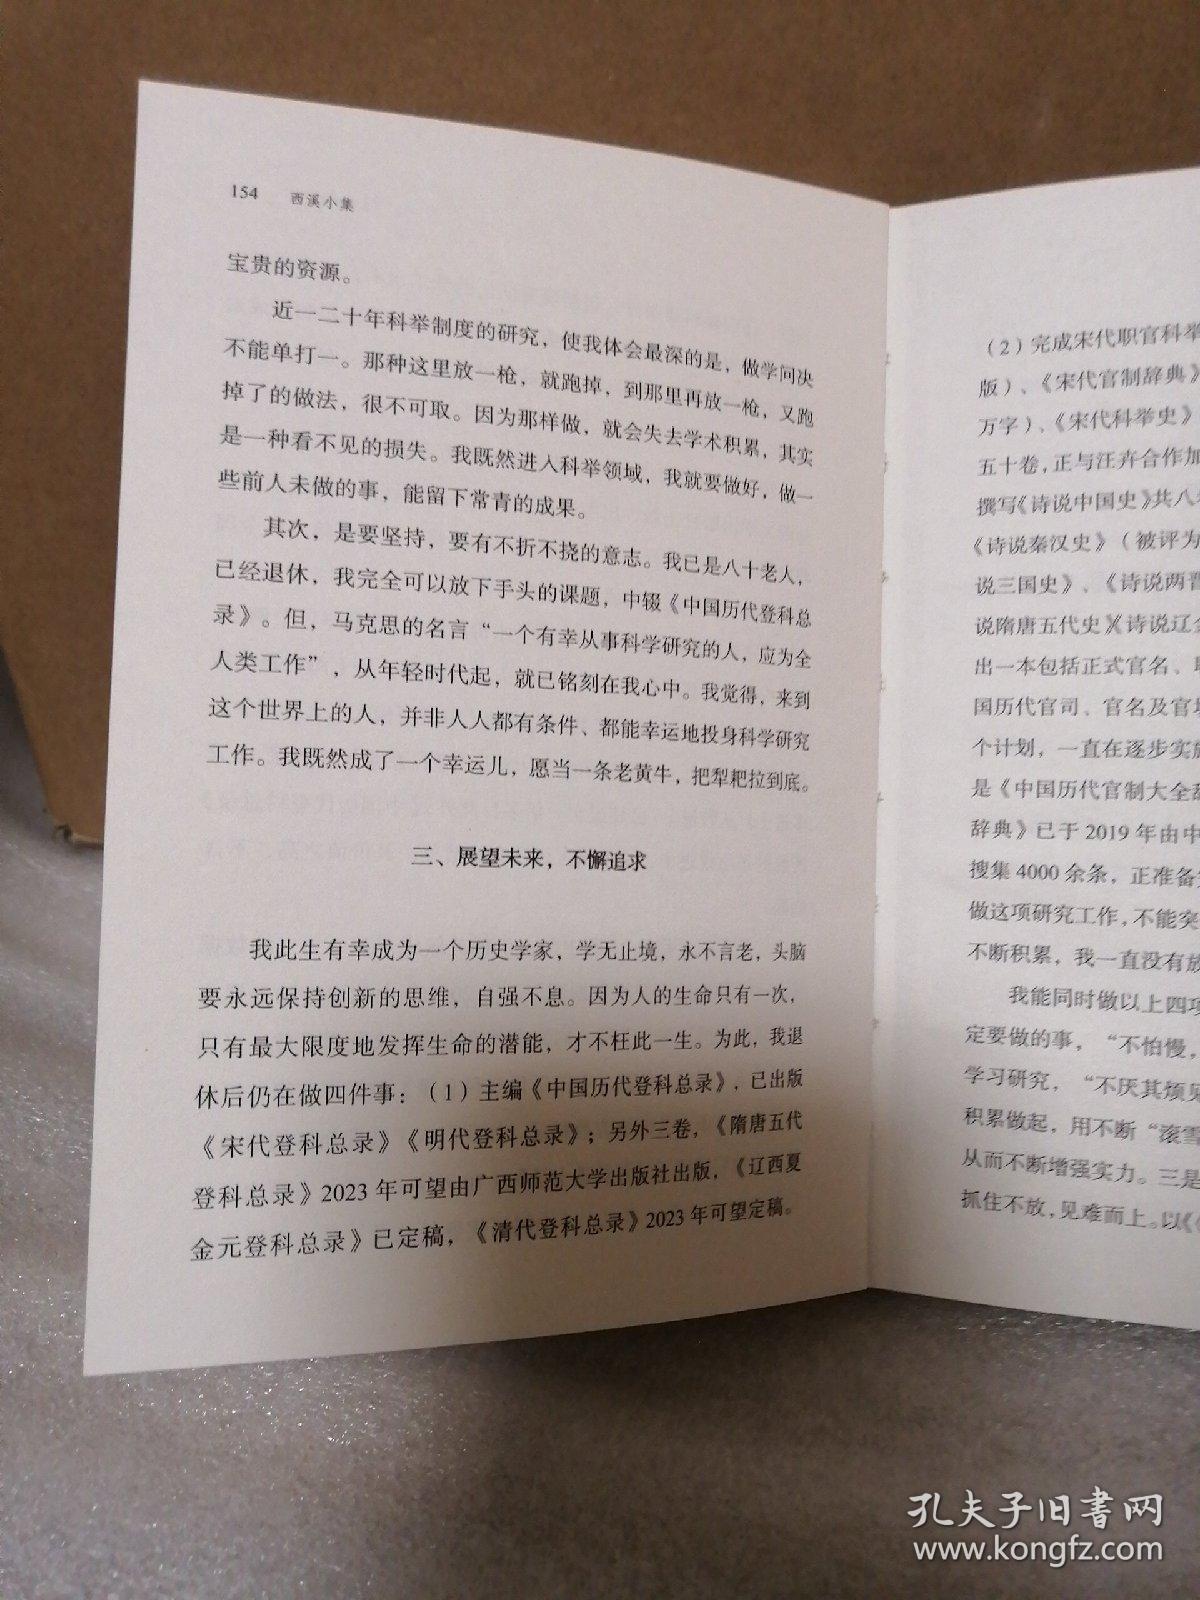 154 西溪小集
宝贵的资源。
近一二十年科举制度的研究，使我体会最深的是，做学问决
不能单打一。那种这里放一枪，就跑掉，到那里再放一枪，又跑
掉了的做法，很不可取。因为那样做，就会失去学术积累，其实
是一种看不见的损失。我既然进入科举领域，我就要做好，做一
些前人未做的事，能留下常青的成果。
其次，是要坚持，要有不折不挠的意志。我已是八十老人，
已经退休，我完全可以放下手头的课题，中辍《中国历代登科总
录》。但，马克思的名言“一个有幸从事科学研究的人，应为全
人类工作”，从年轻时代起，就已铭刻在我心中。我觉得，来到
这个世界上的人，并非人人都有条件、都能幸运地投身科学研究
工作。我既然成了一个幸运儿，愿当一条老黄牛，把犁耙拉到底。
三、展望未来，不懈追求
我此生有幸成为一个历史学家，学无止境，永不言老，头脑
要永远保持创新的思维，自强不息。因为人的生命只有一次，
只有最大限度地发挥生命的潜能，才不枉此一生。为此，我退
休后仍在做四件事：（1）主编《中国历代登科总录》，已出版
《宋代登科总录》《明代登科总录》；另外三卷，《隋唐五代
登科总录》2023年可望由广西师范大学出版社出版，《辽西夏
金元登科总录》已定稿，《清代登科总录》2023年可望定稿。
（2）完成宋代职官科举
版）、《宋代官制辞典》
万字）、《宋代科举史》
五十卷，正与汪卉合作加
撰写《诗说中国史》共八
《诗说秦汉史》（被评为
说三国史》、《诗说两晋
说隋唐五代史》《诗说辽
出一本包括正式官名、
国历代官司、官名及官
个计划，一直在逐步实施
是《中国历代官制大全
辞典》已于2019年由中
搜集4000余条，正准备
做这项研究工作，不能突
不断积累，我一直没有放
我能同时做以上四项
定要做的事，“不怕慢，
学习研究，“不厌其烦见
积累做起，用不断“滚雪
从而不断增强实力。三是
抓住不放，见难而上。以《
孔夫子旧书网
www.kongfz.com